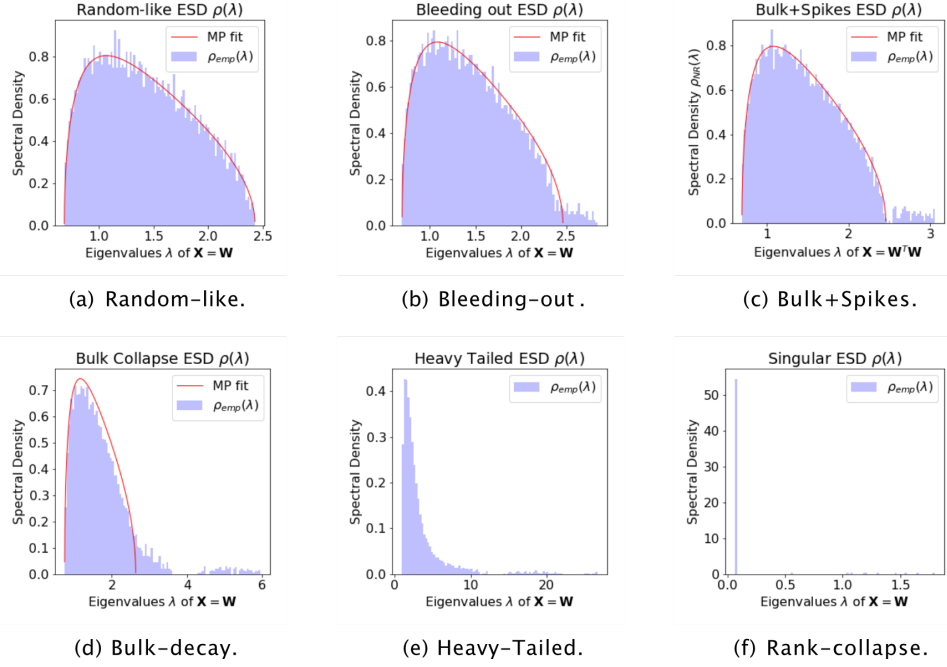 Random-like ESD ρ(λ)
Spectral Density
0.8
0.6
0.4
0.2
0.0
MP fit
ρemp(λ)
1.0 1.5 2.0 2.5
Eigenvalues λ of X = W
(a) Random-like.
Bleeding out ESD ρ(λ)
Spectral Density
0.8
0.6
0.4
0.2
0.0
MP fit
ρemp(λ)
1.0 1.5 2.0 2.5
Eigenvalues λ of X = W
(b) Bleeding-out.
Bulk+Spikes ESD ρ(λ)
Spectral Density ρNR(λ)
0.8
0.6
0.4
0.2
0.0
MP fit
ρemp(λ)
1 2 3
Eigenvalues λ of X = WᵀW
(c) Bulk+Spikes.
Bulk Collapse ESD ρ(λ)
Spectral Density
0.7
0.6
0.5
0.4
0.3
0.2
0.1
0.0
MP fit
ρemp(λ)
2 4 6
Eigenvalues λ of X = W
(d) Bulk-decay.
Heavy Tailed ESD ρ(λ)
Spectral Density
0.4
0.3
0.2
0.1
0.0
ρemp(λ)
0 10 20
Eigenvalues λ of X = W
(e) Heavy-Tailed.
Singular ESD ρ(λ)
Spectral Density
50
40
30
20
10
0
ρemp(λ)
0.0 0.5 1.0 1.5
Eigenvalues λ of X = W
(f) Rank-collapse.